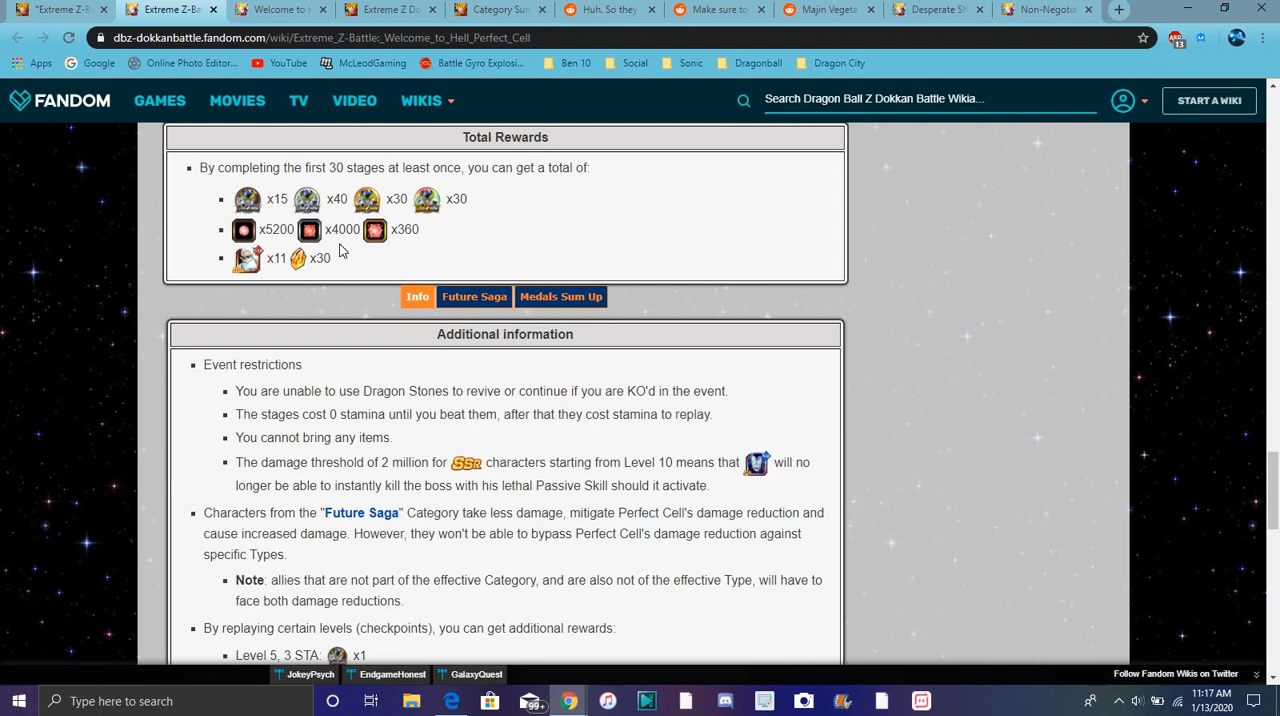 "Extreme Z-B
Extreme Z-Ba
Welcome to H
Extreme Z Do
Category Sum
Huh. So they
Make sure to
Majin Vegeta
Desperate Sh
Non-Negotia
dbz-dokkanbattle.fandom.com/wiki/Extreme_Z-Battle:_Welcome_to_Hell_Perfect_Cell
13
Apps
Google
Online Photo Editor...
YouTube
McLeodGaming
Battle Gyro Explosi...
Ben 10
Social
Sonic
Dragonball
Dragon City
FANDOM
GAMES
MOVIES
TV
VIDEO
WIKIS
Search Dragon Ball Z Dokkan Battle Wikia...
START A WIKI
Total Rewards
By completing the first 30 stages at least once, you can get a total of:
x15 x40 x30 x30
x5200 x4000 x360
x11 x30
Info
Future Saga
Medals Sum Up
Additional information
Event restrictions
You are unable to use Dragon Stones to revive or continue if you are KO'd in the event.
The stages cost 0 stamina until you beat them, after that they cost stamina to replay.
You cannot bring any items.
The damage threshold of 2 million for SSR characters starting from Level 10 means that will no
longer be able to instantly kill the boss with his lethal Passive Skill should it activate.
Characters from the "Future Saga" Category take less damage, mitigate Perfect Cell's damage reduction and
cause increased damage. However, they won't be able to bypass Perfect Cell's damage reduction against
specific Types.
Note: allies that are not part of the effective Category, and are also not of the effective Type, will have to
face both damage reductions.
By replaying certain levels (checkpoints), you can get additional rewards:
Level 5, 3 STA: x1
JokeyPsych
EndgameHonest
GalaxyQuest
Follow Fandom Wikis on Twitter
Type here to search
99+
11:17 AM
1/13/2020